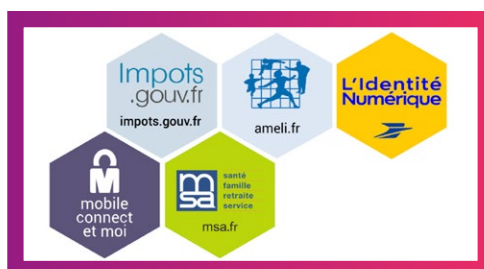 Impots
.gouv.fr
impots.gouv.fr
ameli.fr
L'Identité
Numérique
M
mobile
connect
et moi
msa
santé
famille
retraite
service
msa.fr